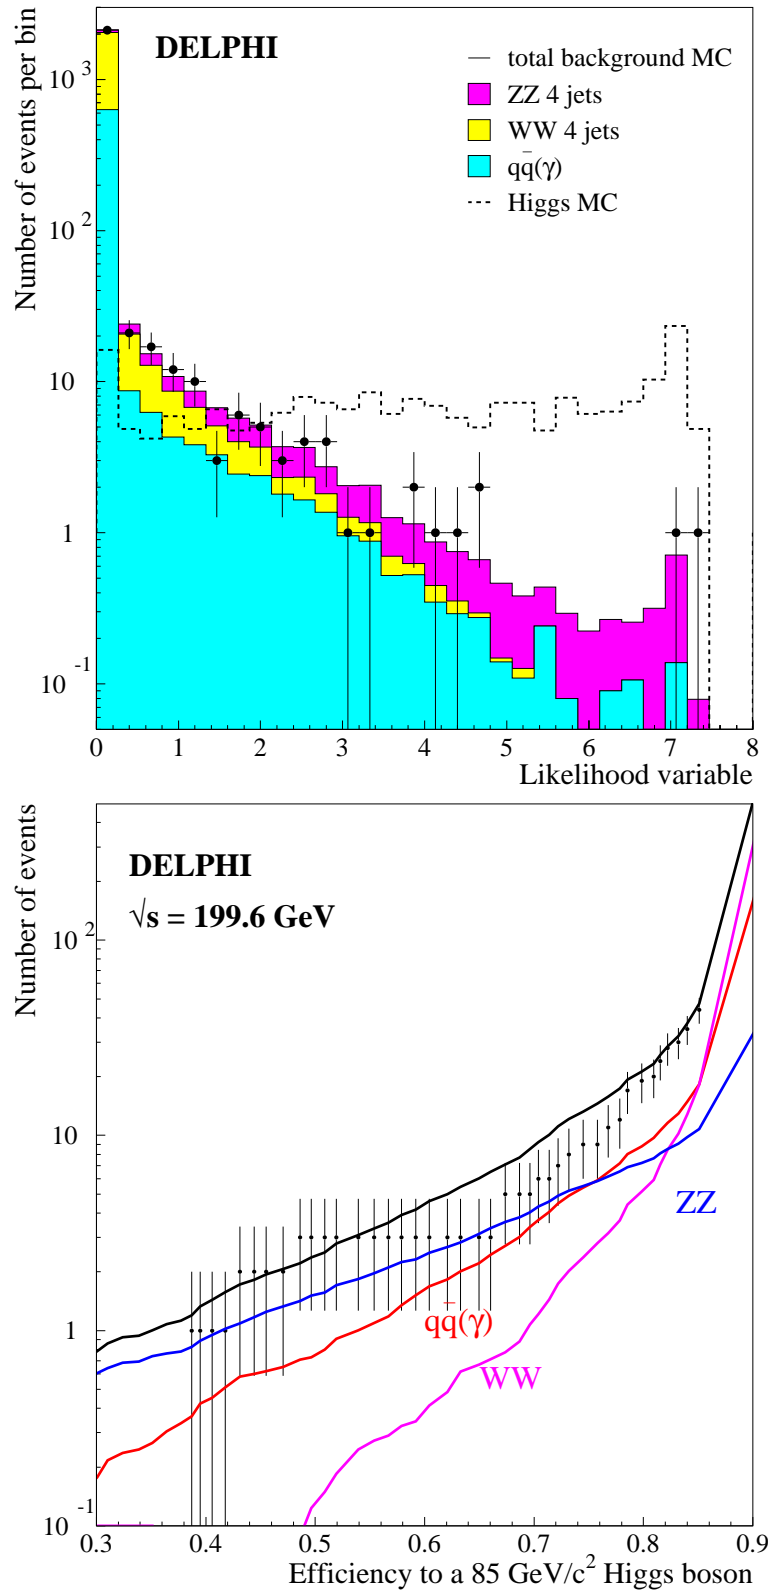 DELPHI
total background MC
ZZ 4 jets
WW 4 jets
qq̄(γ)
Higgs MC
Number of events per bin
10³
10²
10
1
10⁻¹
0 1 2 3 4 5 6 7 8
Likelihood variable
DELPHI
√s = 199.6 GeV
Number of events
10²
10
1
10⁻¹
ZZ
qq̄(γ)
WW
0.3 0.4 0.5 0.6 0.7 0.8 0.9
Efficiency to a 85 GeV/c² Higgs boson